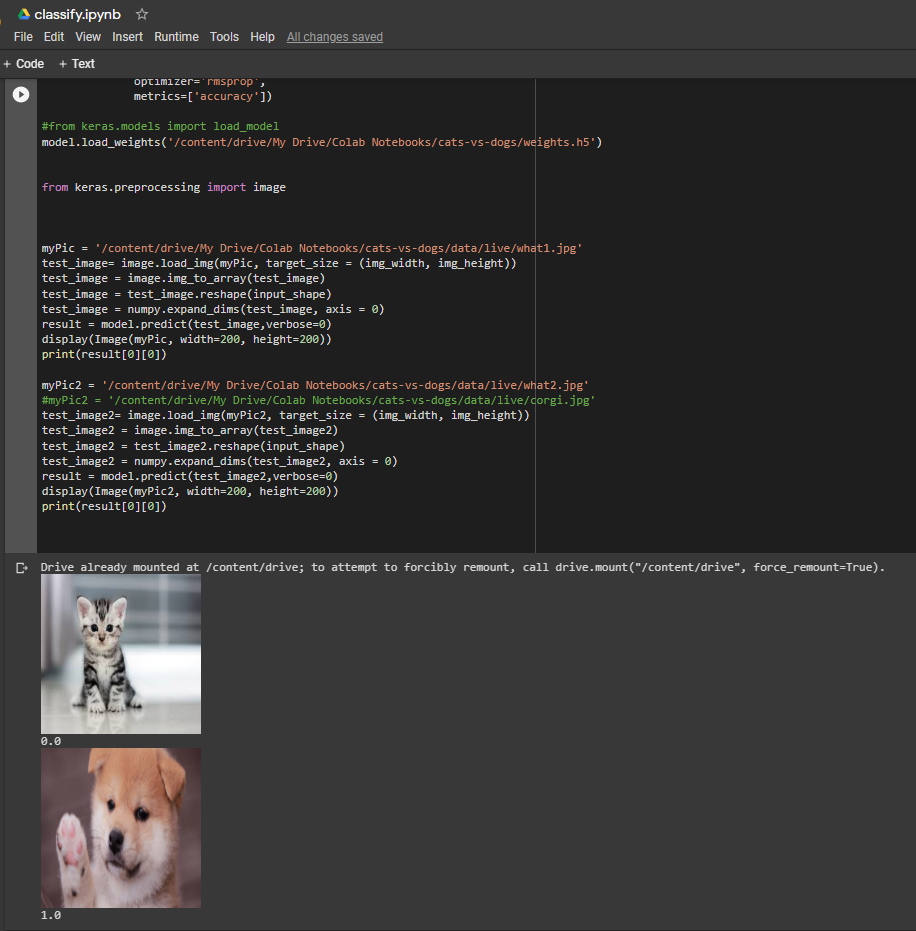 classify.ipynb
File Edit View Insert Runtime Tools Help All changes saved
+ Code + Text
optimizer='rmsprop',
metrics=['accuracy'])
#from keras.models import load_model
model.load_weights('/content/drive/My Drive/Colab Notebooks/cats-vs-dogs/weights.h5')
from keras.preprocessing import image
myPic = '/content/drive/My Drive/Colab Notebooks/cats-vs-dogs/data/live/what1.jpg'
test_image= image.load_img(myPic, target_size = (img_width, img_height))
test_image = image.img_to_array(test_image)
test_image = test_image.reshape(input_shape)
test_image = numpy.expand_dims(test_image, axis = 0)
result = model.predict(test_image,verbose=0)
display(Image(myPic, width=200, height=200))
print(result[0][0])
myPic2 = '/content/drive/My Drive/Colab Notebooks/cats-vs-dogs/data/live/what2.jpg'
#myPic2 = '/content/drive/My Drive/Colab Notebooks/cats-vs-dogs/data/live/corgi.jpg'
test_image2= image.load_img(myPic2, target_size = (img_width, img_height))
test_image2 = image.img_to_array(test_image2)
test_image2 = test_image2.reshape(input_shape)
test_image2 = numpy.expand_dims(test_image2, axis = 0)
result = model.predict(test_image2,verbose=0)
display(Image(myPic2, width=200, height=200))
print(result[0][0])
Drive already mounted at /content/drive; to attempt to forcibly remount, call drive.mount("/content/drive", force_remount=True).
0.0
1.0